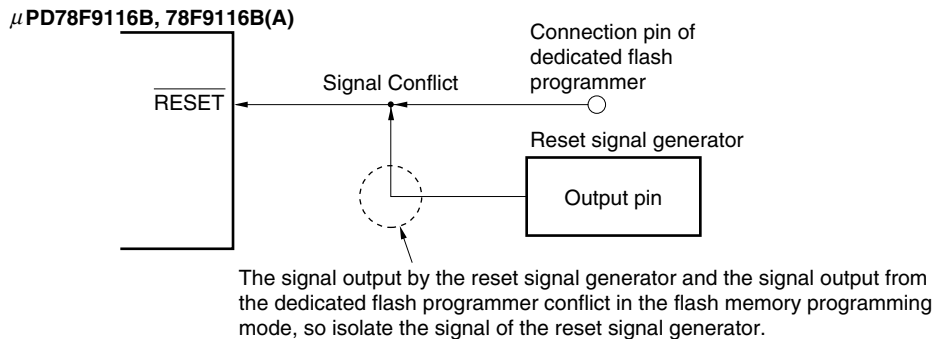 μPD78F9116B, 78F9116B(A)
Connection pin of
dedicated flash
programmer
Signal Conflict
RESET
Reset signal generator
Output pin
The signal output by the reset signal generator and the signal output from
the dedicated flash programmer conflict in the flash memory programming
mode, so isolate the signal of the reset signal generator.